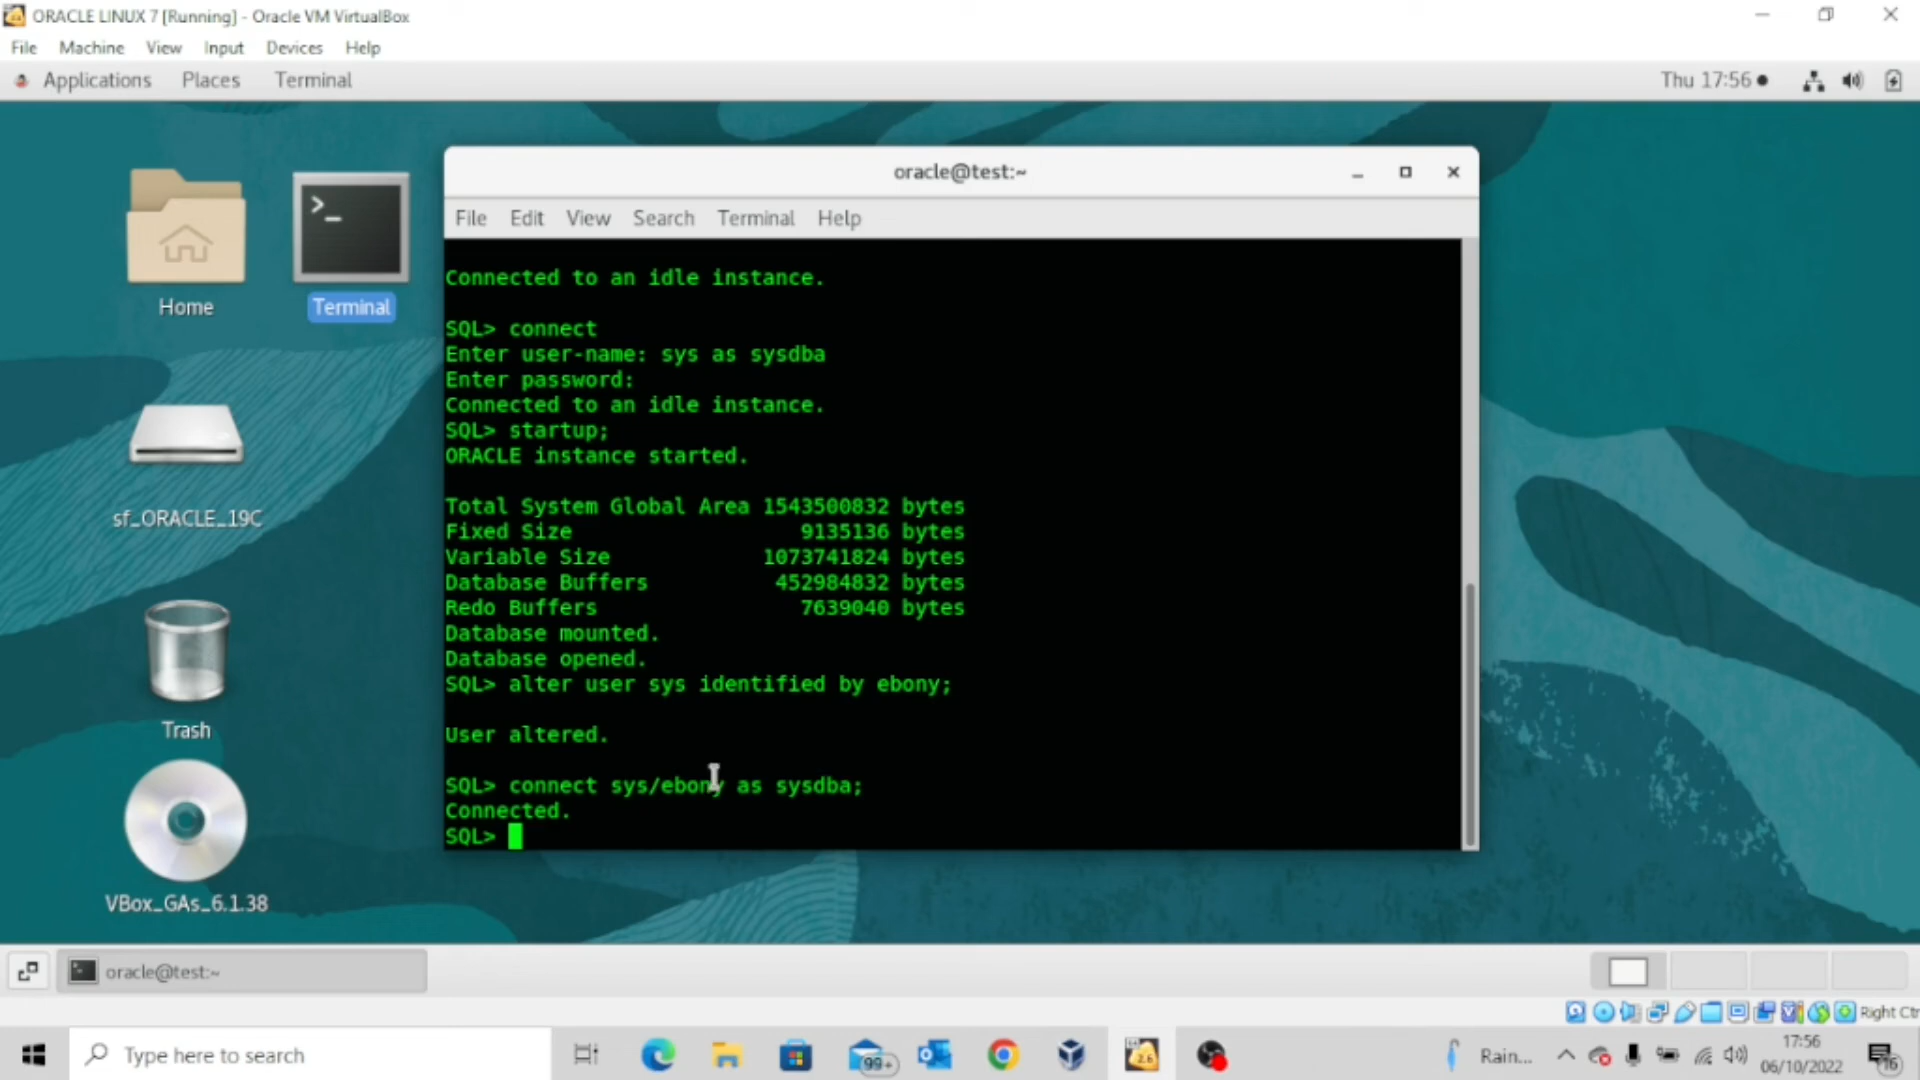 ORACLE LINUX 7 [Running] - Oracle VM VirtualBox
File Machine View Input Devices Help
Applications Places Terminal Thu 17:56
oracle@test:~
File Edit View Search Terminal Help
Home
Terminal
sf_ORACLE_19C
Trash
VBox_GAs_6.1.38
Connected to an idle instance.
SQL> connect
Enter user-name: sys as sysdba
Enter password:
Connected to an idle instance.
SQL> startup;
ORACLE instance started.
Total System Global Area 1543500832 bytes
Fixed Size 9135136 bytes
Variable Size 1073741824 bytes
Database Buffers 452984832 bytes
Redo Buffers 7639040 bytes
Database mounted.
Database opened.
SQL> alter user sys identified by ebony;
User altered.
SQL> connect sys/ebony as sysdba;
Connected.
SQL>
oracle@test:~
Right Ctr
Type here to search
99+
2.6
Rain...
17:56
06/10/2022
16